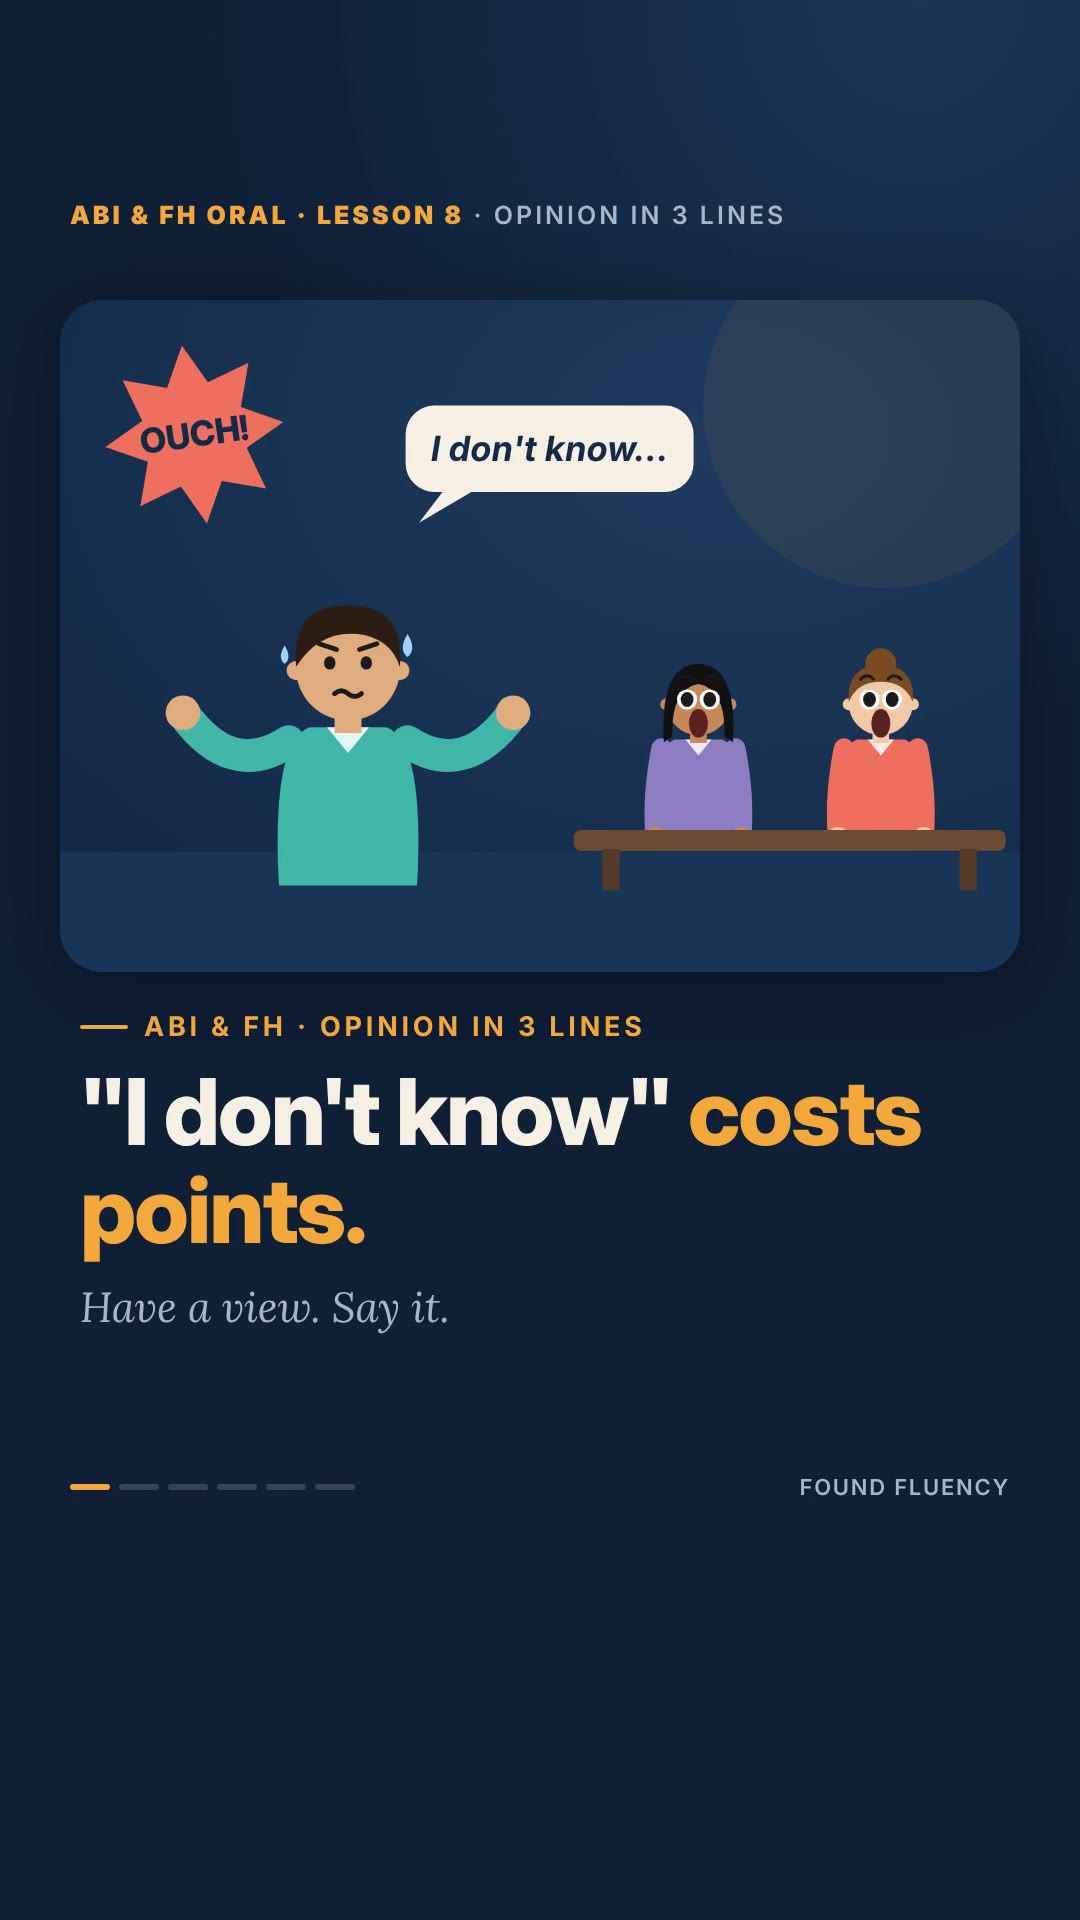 ABI & FH ORAL · LESSON 8 · OPINION IN 3 LINES
OUCH!
I don't know...
ABI & FH · OPINION IN 3 LINES
"I don't know" costs
points.
Have a view. Say it.
FOUND FLUENCY